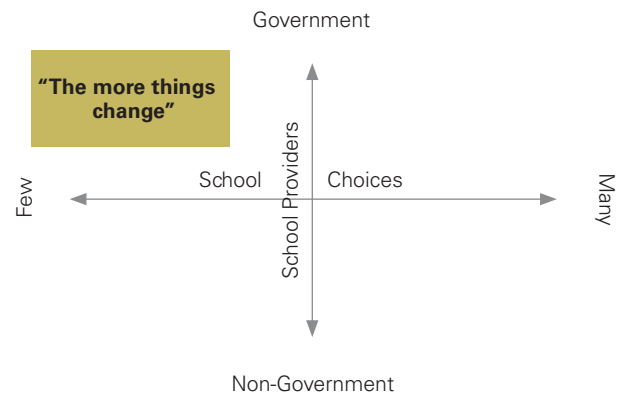 Government
“The more things
change”
School Choices
School Providers
Few
Many
Non-Government